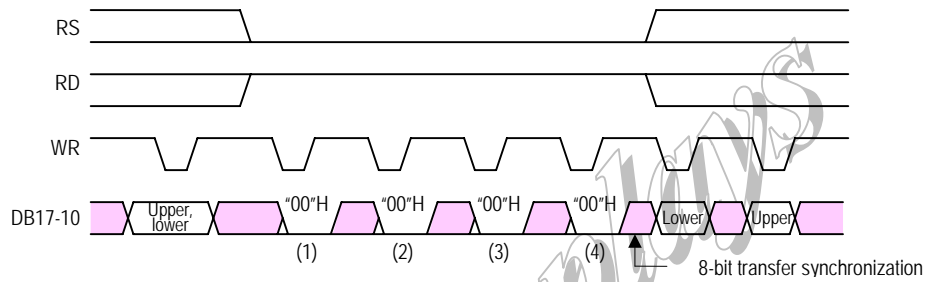 RS
RD
WR
DB17-10
Upper,
lower
"00"H
"00"H
"00"H
"00"H
Lower
Upper
(1)
(2)
(3)
(4)
8-bit transfer synchronization